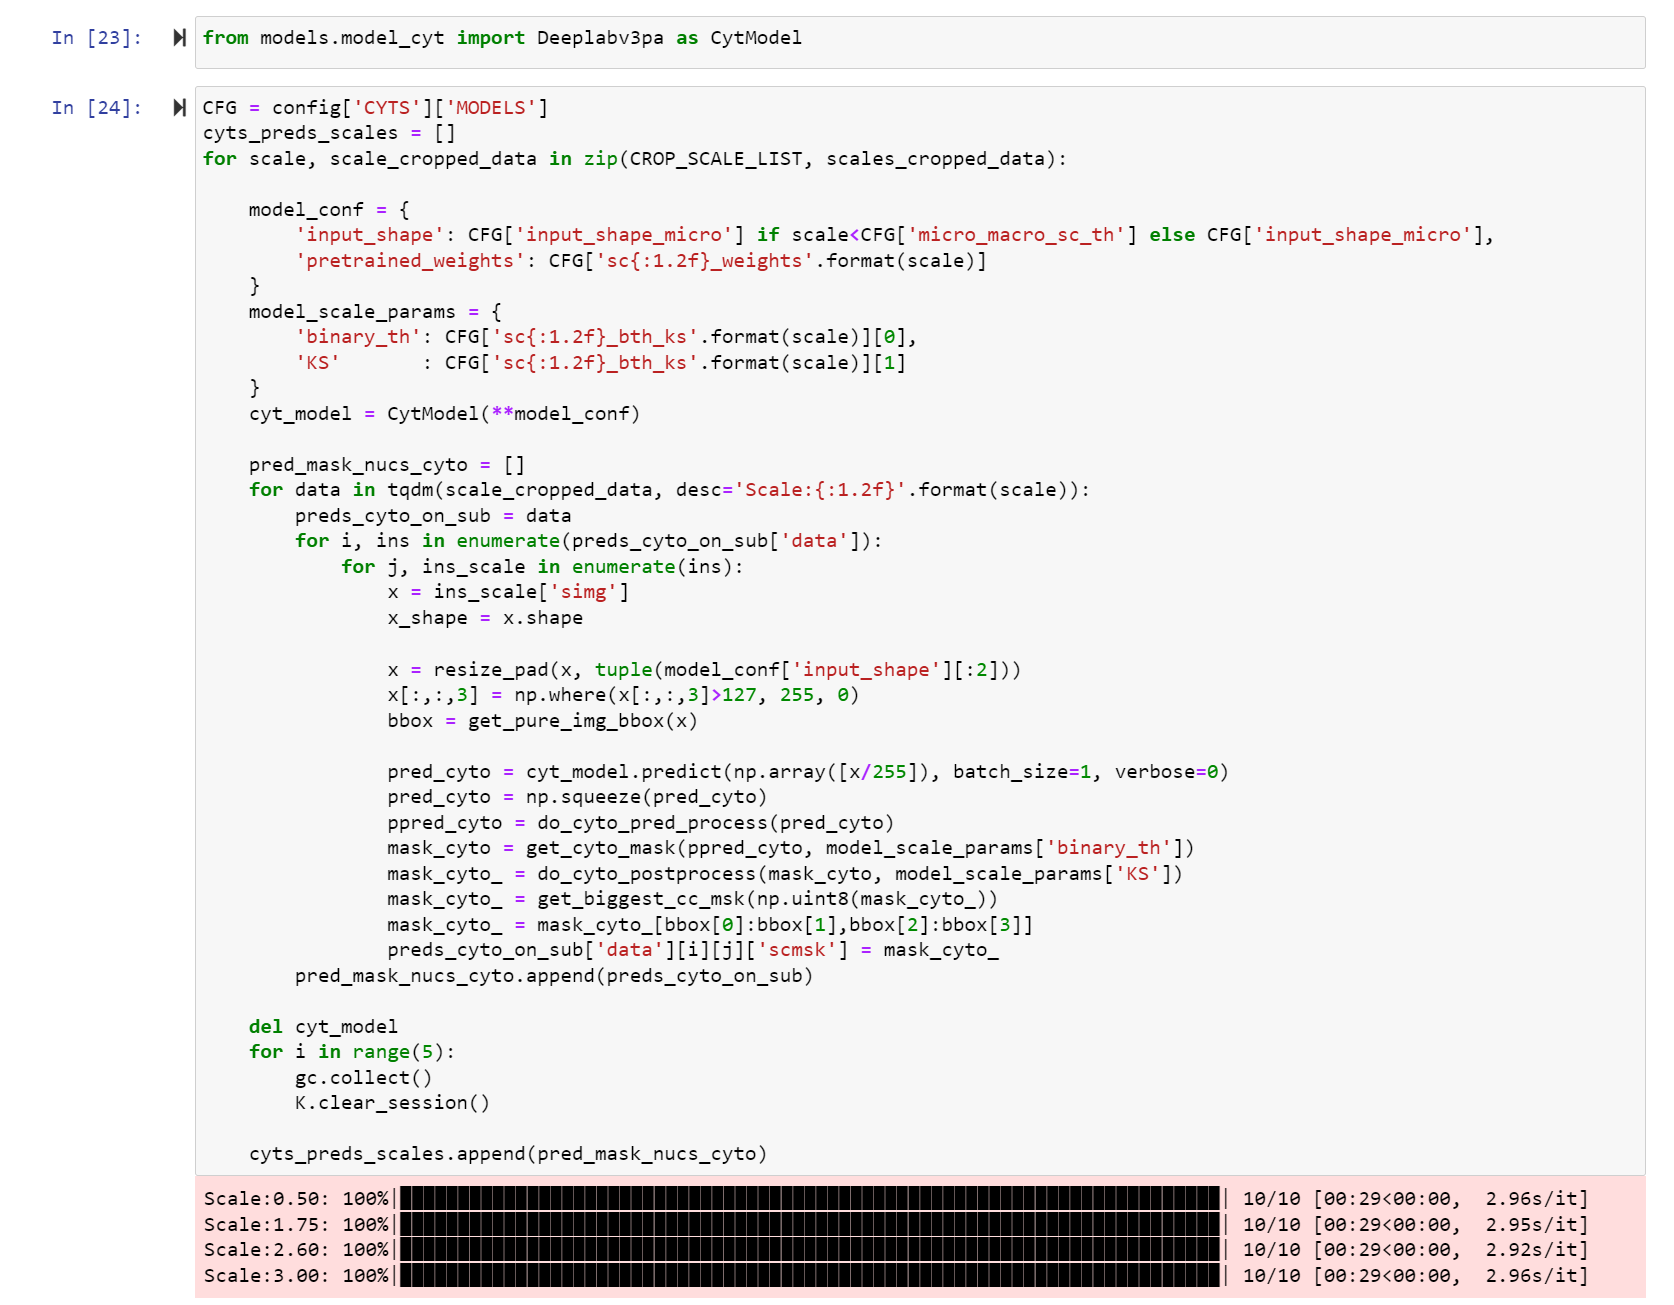 In [23]: from models.model_cyt import Deeplabv3pa as CytModel
In [24]: CFG = config['CYTS']['MODELS']
cyts_preds_scales = []
for scale, scale_cropped_data in zip(CROP_SCALE_LIST, scales_cropped_data):

    model_conf = {
        'input_shape': CFG['input_shape_micro'] if scale<CFG['micro_macro_sc_th'] else CFG['input_shape_micro'],
        'pretrained_weights': CFG['sc{:1.2f}_weights'.format(scale)]
    }
    model_scale_params = {
        'binary_th': CFG['sc{:1.2f}_bth_ks'.format(scale)][0],
        'KS'       : CFG['sc{:1.2f}_bth_ks'.format(scale)][1]
    }
    cyt_model = CytModel(**model_conf)

    pred_mask_nucs_cyto = []
    for data in tqdm(scale_cropped_data, desc='Scale:{:1.2f}'.format(scale)):
        preds_cyto_on_sub = data
        for i, ins in enumerate(preds_cyto_on_sub['data']):
            for j, ins_scale in enumerate(ins):
                x = ins_scale['simg']
                x_shape = x.shape

                x = resize_pad(x, tuple(model_conf['input_shape'][:2]))
                x[:,:,3] = np.where(x[:,:,3]>127, 255, 0)
                bbox = get_pure_img_bbox(x)

                pred_cyto = cyt_model.predict(np.array([x/255]), batch_size=1, verbose=0)
                pred_cyto = np.squeeze(pred_cyto)
                ppred_cyto = do_cyto_pred_process(pred_cyto)
                mask_cyto = get_cyto_mask(ppred_cyto, model_scale_params['binary_th'])
                mask_cyto_ = do_cyto_postprocess(mask_cyto, model_scale_params['KS'])
                mask_cyto_ = get_biggest_cc_msk(np.uint8(mask_cyto_))
                mask_cyto_ = mask_cyto_[bbox[0]:bbox[1],bbox[2]:bbox[3]]
                preds_cyto_on_sub['data'][i][j]['scmsk'] = mask_cyto_
        pred_mask_nucs_cyto.append(preds_cyto_on_sub)

    del cyt_model
    for i in range(5):
        gc.collect()
        K.clear_session()

    cyts_preds_scales.append(pred_mask_nucs_cyto)
Scale:0.50: 100%|██████████| 10/10 [00:29<00:00,  2.96s/it]
Scale:1.75: 100%|██████████| 10/10 [00:29<00:00,  2.95s/it]
Scale:2.60: 100%|██████████| 10/10 [00:29<00:00,  2.92s/it]
Scale:3.00: 100%|██████████| 10/10 [00:29<00:00,  2.96s/it]